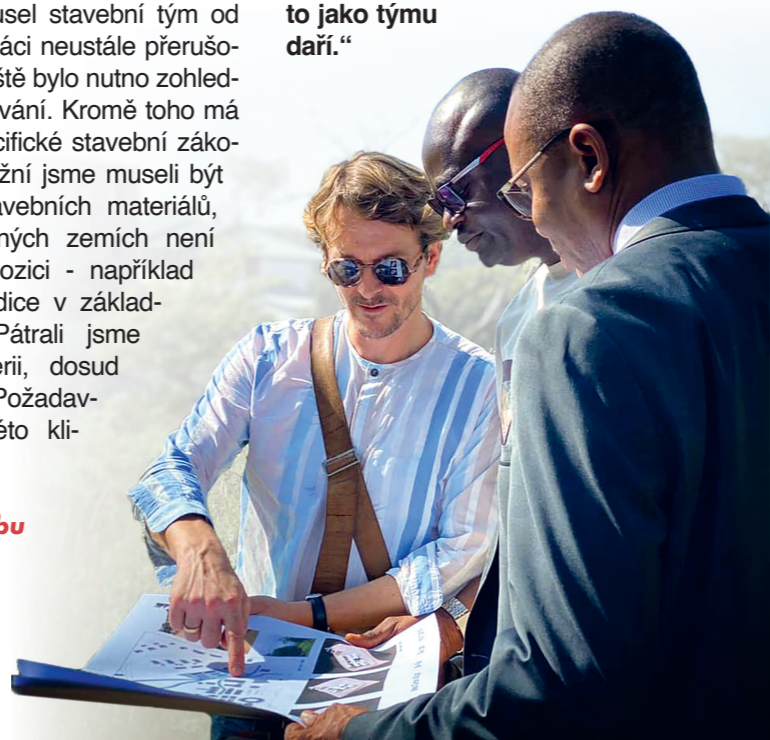 usel stavební tým od
áci neustále přerušo-
tě bylo nutno zohled-
vání. Kromě toho má
cifické stavební záko-
žní jsme museli být
avebních materiálů,
ných zemích není
ozici - například
dice v základ-
Pátrali jsme
erii, dosud
Požadav-
éto kli-
bu
to jako týmu
daří.“